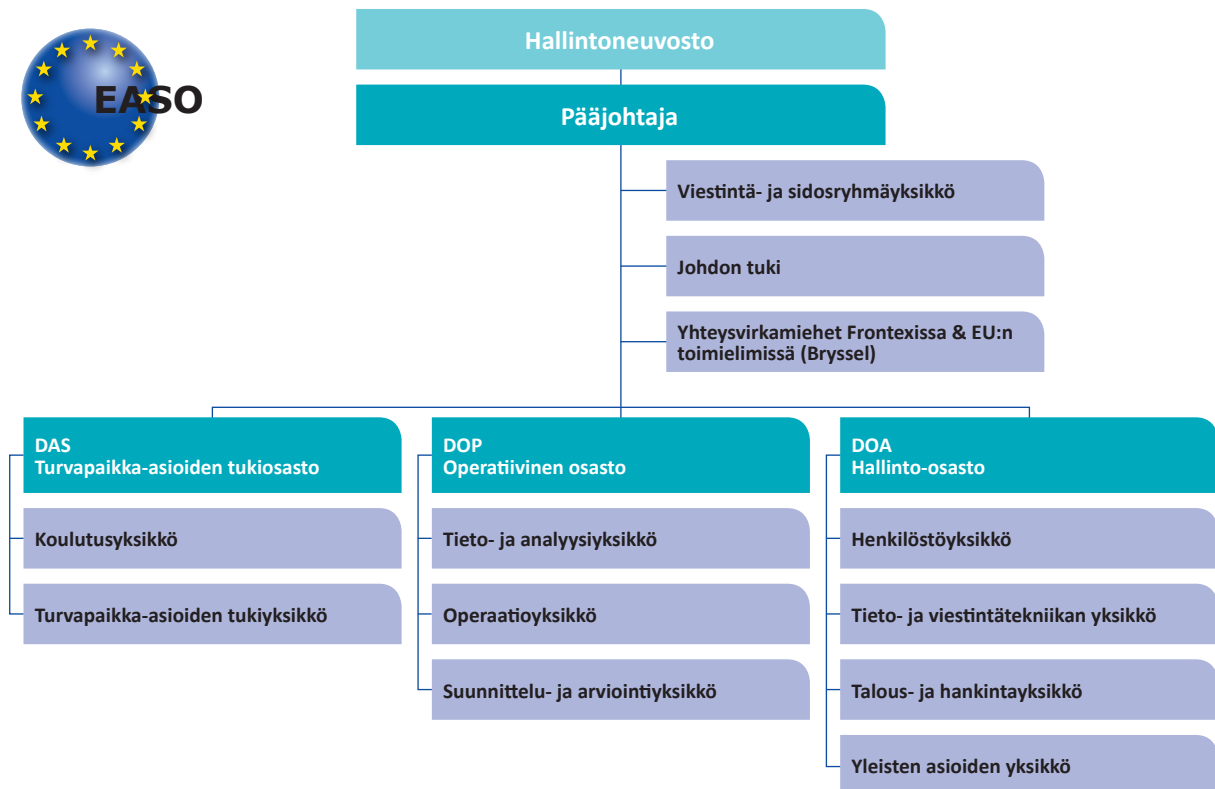 EASO
Hallintoneuvosto
Pääjohtaja
Viestintä- ja sidosryhmäyksikkö
Johdon tuki
Yhteysvirkamiehet Frontexissa & EU:n
toimielimissä (Bryssel)
DAS
Turvapaikka-asioiden tukiosasto
Koulutusyksikkö
Turvapaikka-asioiden tukiyksikkö
DOP
Operatiivinen osasto
Tieto- ja analyysiyksikkö
Operaatioyksikkö
Suunnittelu- ja arviointiyksikkö
DOA
Hallinto-osasto
Henkilöstöyksikkö
Tieto- ja viestintätekniikan yksikkö
Talous- ja hankintayksikkö
Yleisten asioiden yksikkö